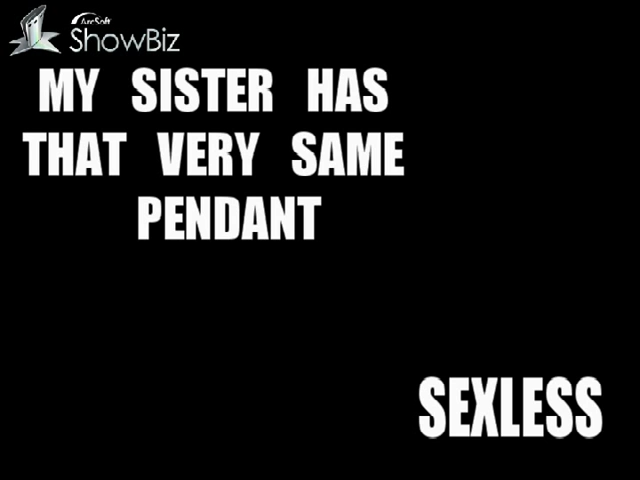 ArcSoft
ShowBiz
MY SISTER HAS
THAT VERY SAME
PENDANT
SEXLESS